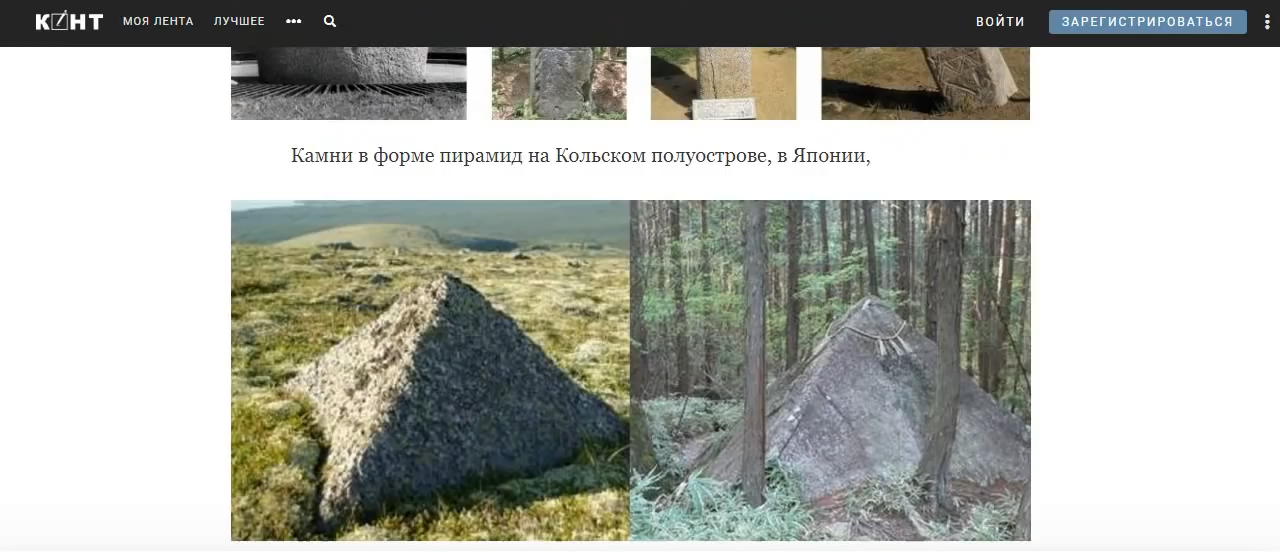 КОНТ МОЯ ЛЕНТА ЛУЧШЕЕ ВОЙТИ ЗАРЕГИСТРИРОВАТЬСЯ
Камни в форме пирамид на Кольском полуострове, в Японии,